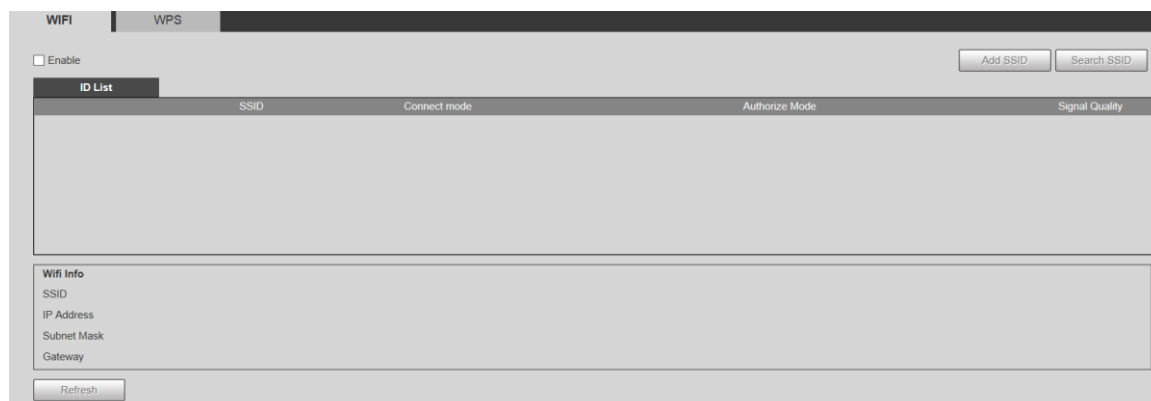 WIFI WPS
Enable Add SSID Search SSID
ID List
SSID Connect mode Authorize Mode Signal Quality
Wifi Info
SSID
IP Address
Subnet Mask
Gateway
Refresh